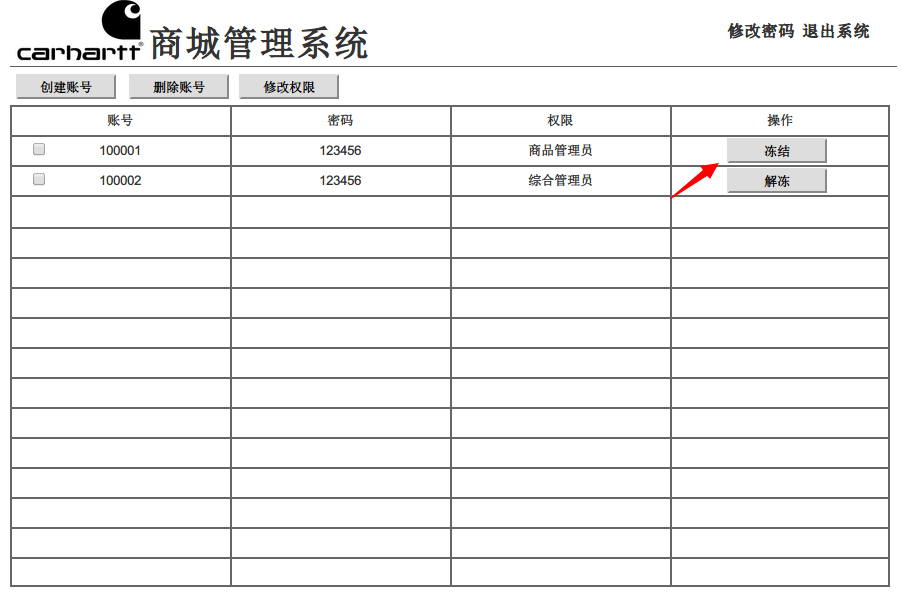 carhartt 商城管理系统
修改密码 退出系统
创建账号 删除账号 修改权限
账号 密码 权限 操作
100001 123456 商品管理员 冻结
100002 123456 综合管理员 解冻